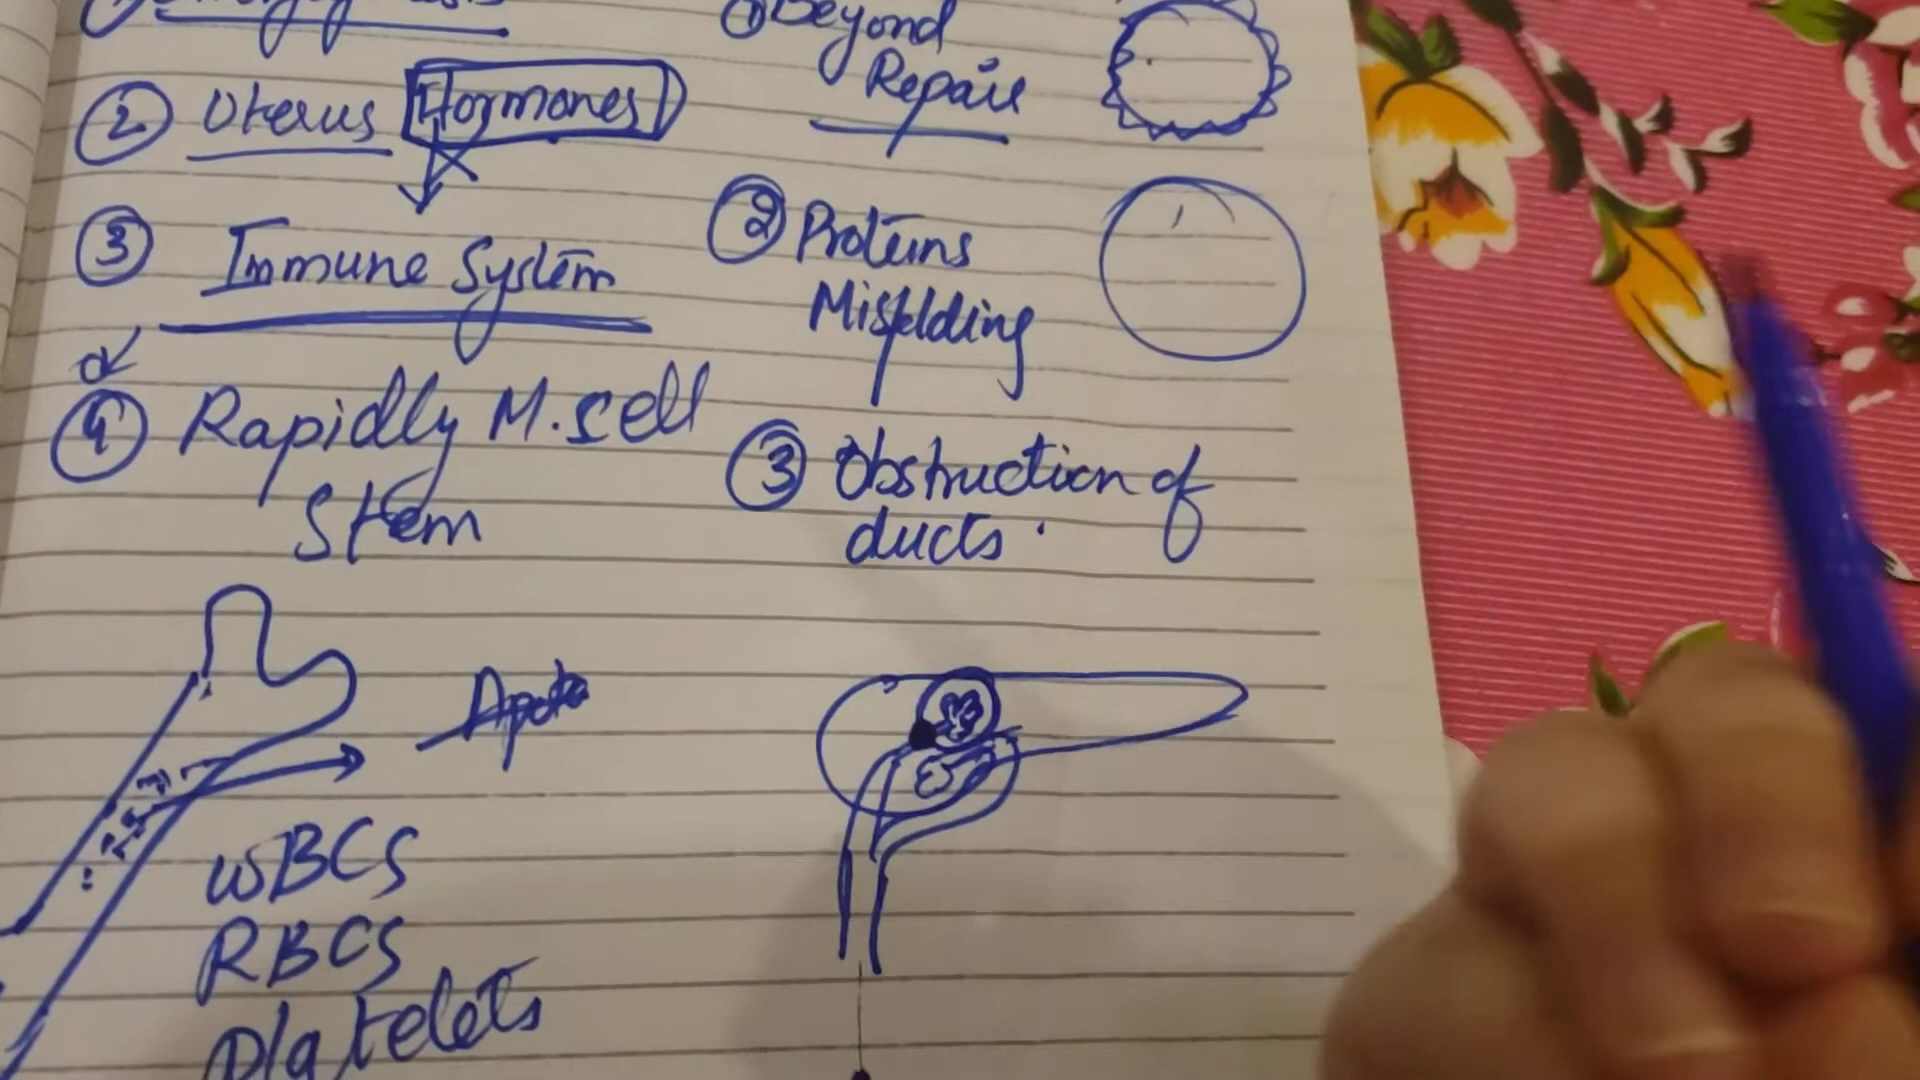 ② Uterus Hormones
③ Immune System
④ Rapidly M. cell
Stem
WBCS
RBCS
Platelets
① Beyond
Repair
② Proteins
Misfolding
③ Obstruction of
ducts.